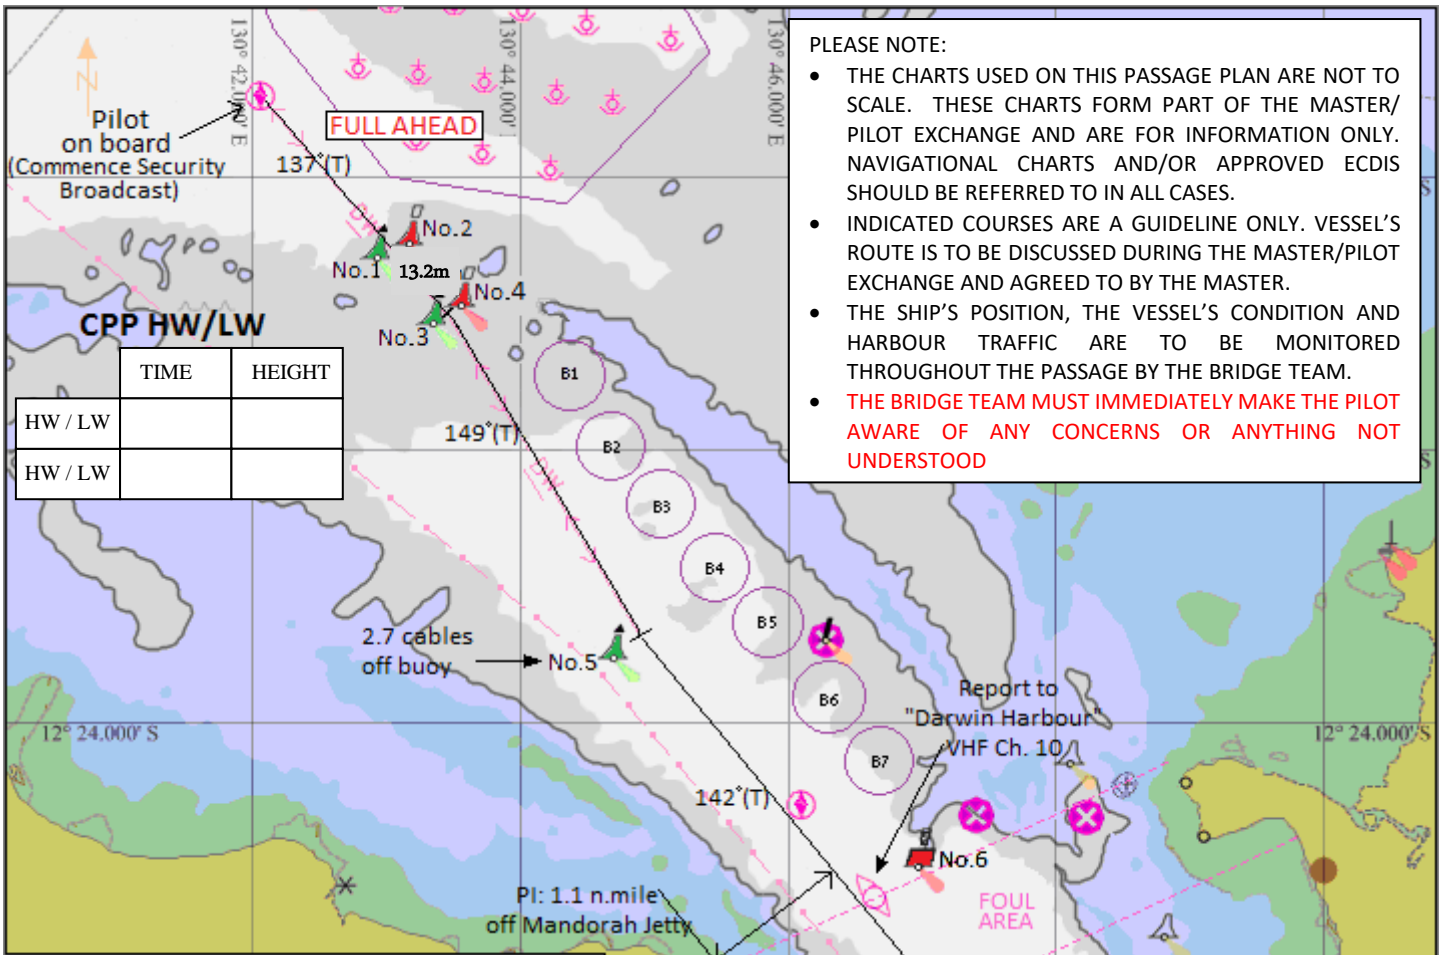 130° 42.000' E
130° 44.000'
130° 46.000' E
N
Pilot
on board
(Commence Security
Broadcast)
FULL AHEAD
137°(T)
DW
No.2
No.1
13.2m
No.4
No.3
CPP HW/LW
TIME HEIGHT
HW / LW
HW / LW
PLEASE NOTE:
• THE CHARTS USED ON THIS PASSAGE PLAN ARE NOT TO
SCALE. THESE CHARTS FORM PART OF THE MASTER/
PILOT EXCHANGE AND ARE FOR INFORMATION ONLY.
NAVIGATIONAL CHARTS AND/OR APPROVED ECDIS
SHOULD BE REFERRED TO IN ALL CASES.
• INDICATED COURSES ARE A GUIDELINE ONLY. VESSEL'S
ROUTE IS TO BE DISCUSSED DURING THE MASTER/PILOT
EXCHANGE AND AGREED TO BY THE MASTER.
• THE SHIP'S POSITION, THE VESSEL'S CONDITION AND
HARBOUR TRAFFIC ARE TO BE MONITORED
THROUGHOUT THE PASSAGE BY THE BRIDGE TEAM.
• THE BRIDGE TEAM MUST IMMEDIATELY MAKE THE PILOT
AWARE OF ANY CONCERNS OR ANYTHING NOT
UNDERSTOOD
S
S
B1
149°(T)
B2
DW
B3
B4
B5
2.7 cables
off buoy
No.5
B6
Report to
"Darwin Harbour"
VHF Ch. 10
12° 24.000' S
12° 24.000' S
B7
142°(T)
No.6
PI: 1.1 n.mile
off Mandorah Jetty
FOUL
AREA